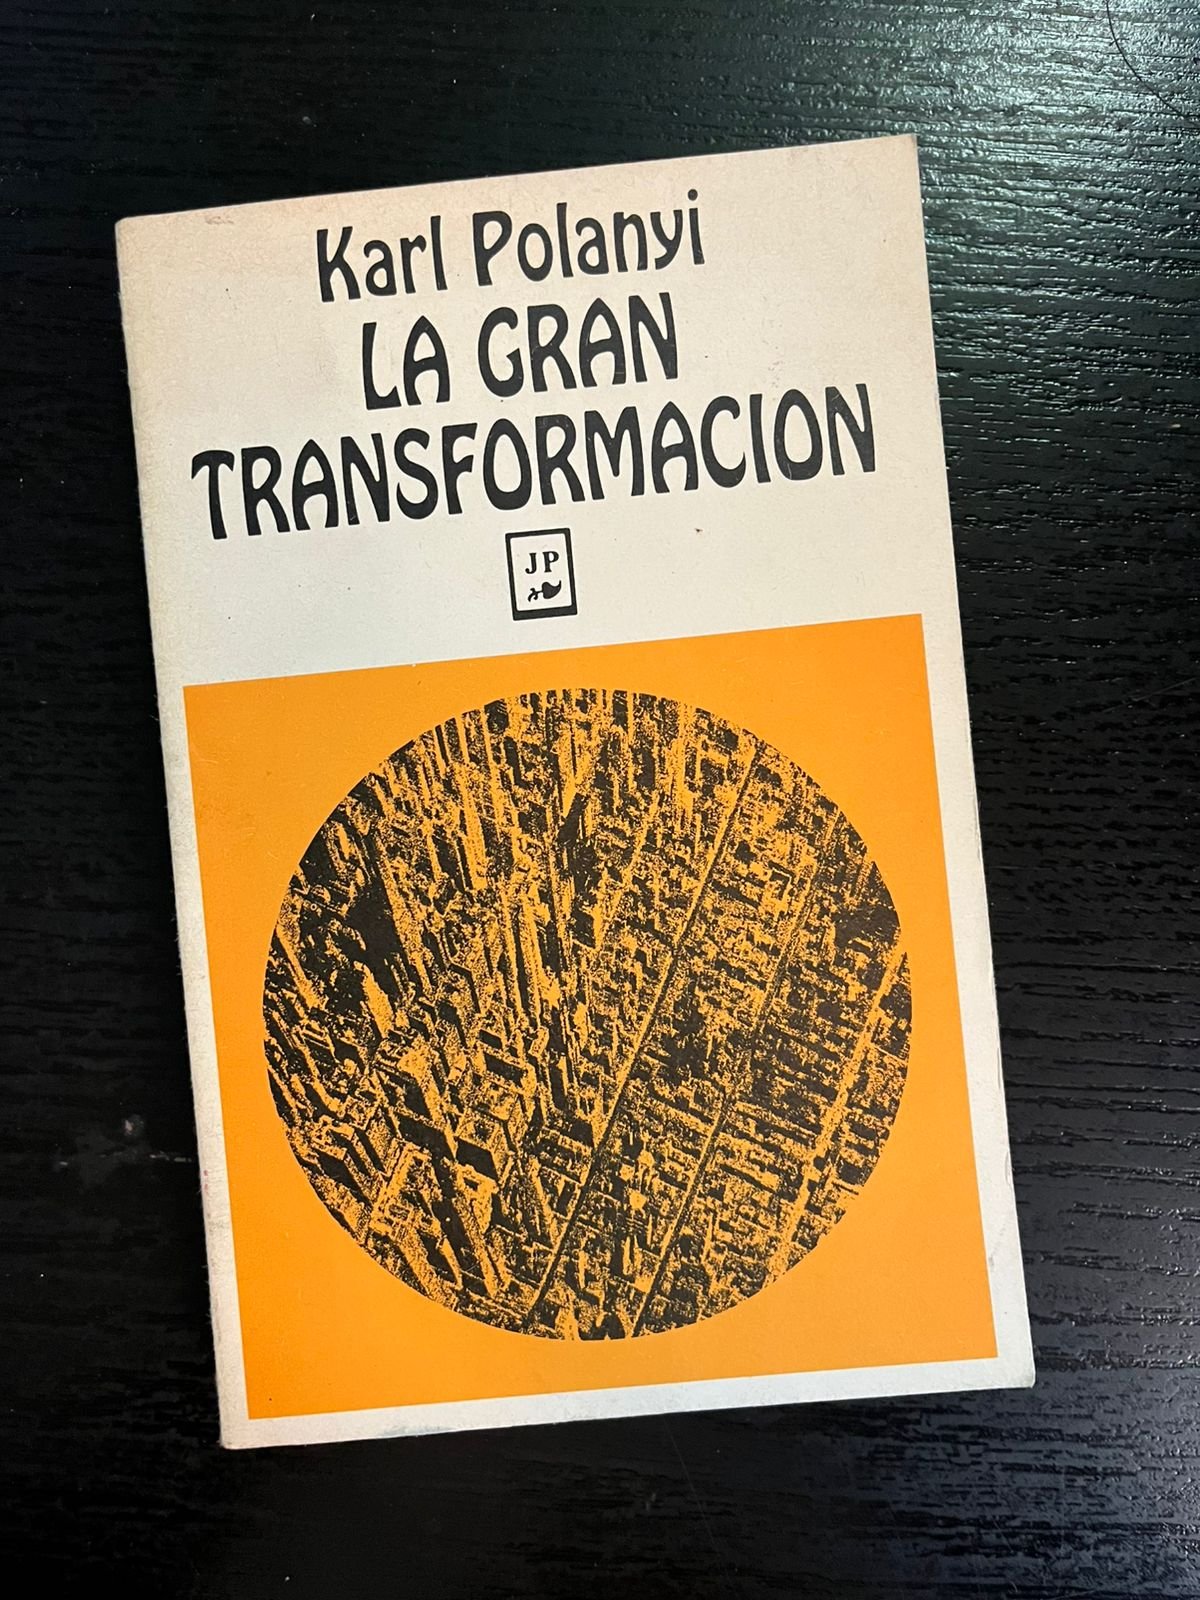 Karl Polanyi
LA GRAN
TRANSFORMACION
JP